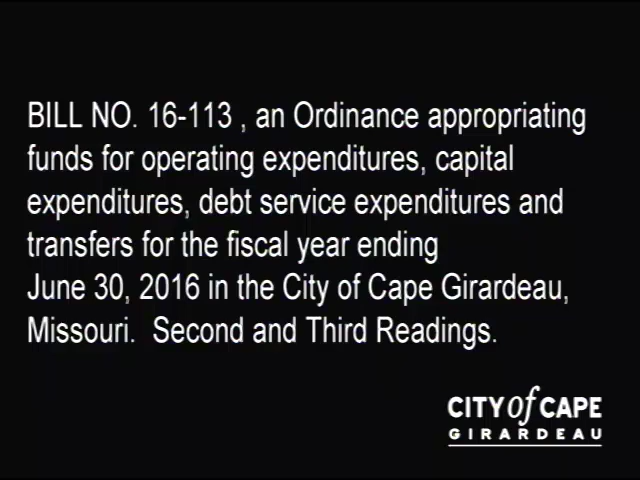 BILL NO. 16-113 , an Ordinance appropriating
funds for operating expenditures, capital
expenditures, debt service expenditures and
transfers for the fiscal year ending
June 30, 2016 in the City of Cape Girardeau,
Missouri.  Second and Third Readings.
CITY of CAPE
GIRARDEAU